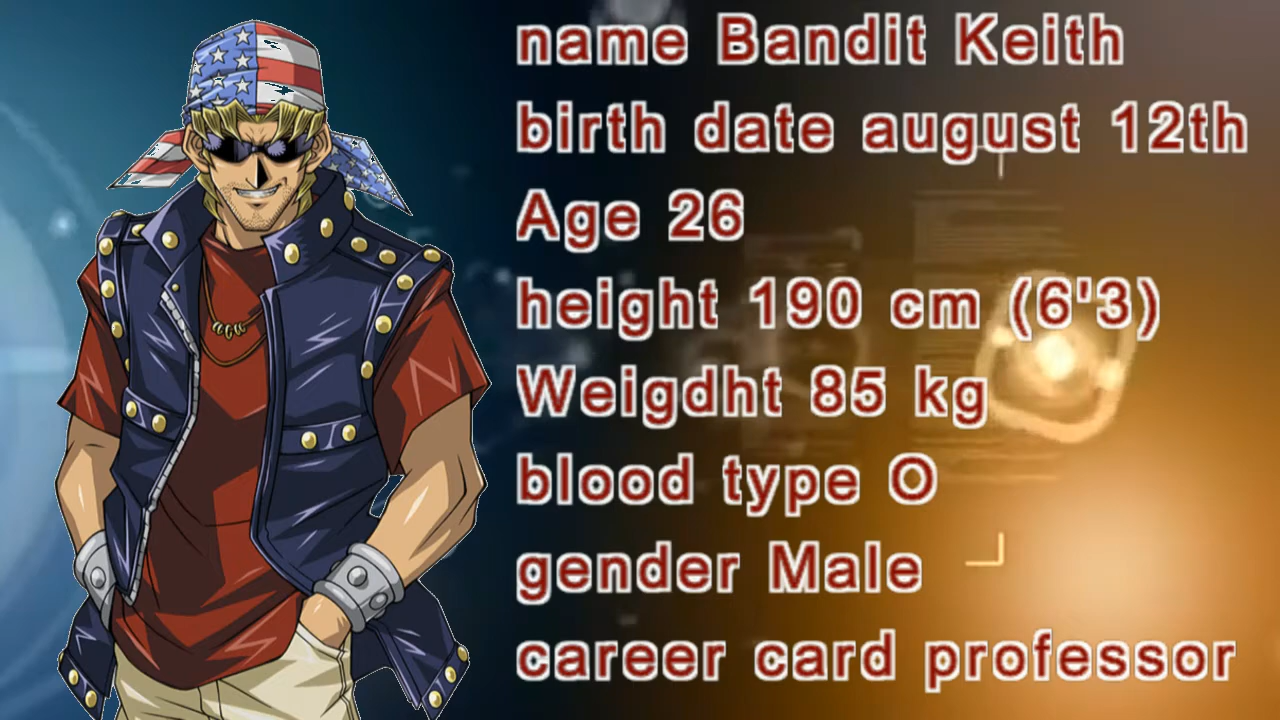 name Bandit Keith
birth date august 12th
Age 26
height 190 cm (6'3)
Weigdht 85 kg
blood type O
gender Male
career card professor